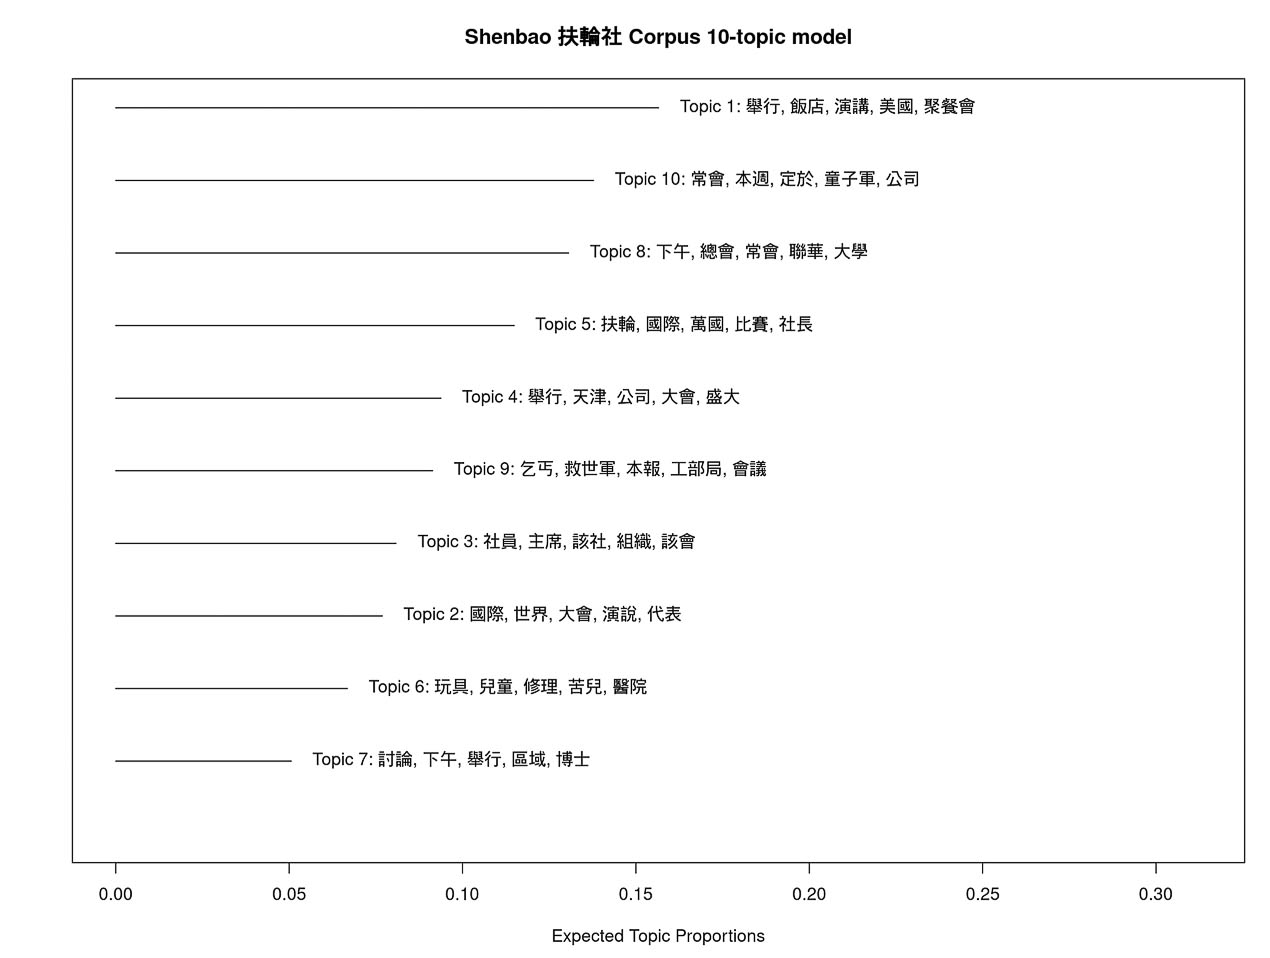 Shenbao 扶輪社 Corpus 10-topic model
Topic 1: 舉行, 飯店, 演講, 美國, 聚餐會
Topic 10: 常會, 本週, 定於, 童子軍, 公司
Topic 8: 下午, 總會, 常會, 聯華, 大學
Topic 5: 扶輪, 國際, 萬國, 比賽, 社長
Topic 4: 舉行, 天津, 公司, 大會, 盛大
Topic 9: 乞丐, 救世軍, 本報, 工部局, 會議
Topic 3: 社員, 主席, 該社, 組織, 該會
Topic 2: 國際, 世界, 大會, 演說, 代表
Topic 6: 玩具, 兒童, 修理, 苦兒, 醫院
Topic 7: 討論, 下午, 舉行, 區域, 博士
0.00 0.05 0.10 0.15 0.20 0.25 0.30
Expected Topic Proportions